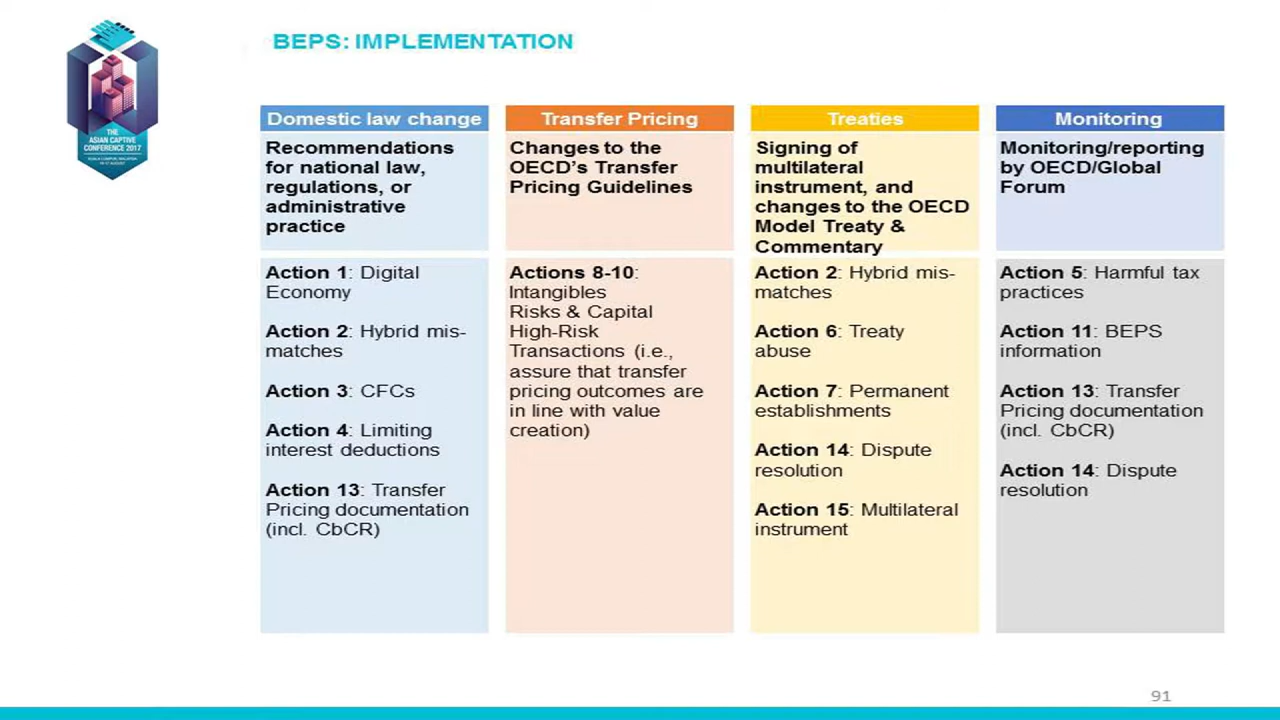 BEPS: IMPLEMENTATION
THE
ASIAN CAPTIVE
CONFERENCE 2017
Domestic law change
Recommendations
for national law,
regulations, or
administrative
practice
Action 1: Digital
Economy
Action 2: Hybrid mis-
matches
Action 3: CFCs
Action 4: Limiting
interest deductions
Action 13: Transfer
Pricing documentation
(incl. CbCR)
Transfer Pricing
Changes to the
OECD's Transfer
Pricing Guidelines
Actions 8-10:
Intangibles
Risks & Capital
High-Risk
Transactions (i.e.,
assure that transfer
pricing outcomes are
in line with value
creation)
Treaties
Signing of
multilateral
instrument, and
changes to the OECD
Model Treaty &
Commentary
Action 2: Hybrid mis-
matches
Action 6: Treaty
abuse
Action 7: Permanent
establishments
Action 14: Dispute
resolution
Action 15: Multilateral
instrument
Monitoring
Monitoring/reporting
by OECD/Global
Forum
Action 5: Harmful tax
practices
Action 11: BEPS
information
Action 13: Transfer
Pricing documentation
(incl. CbCR)
Action 14: Dispute
resolution
91